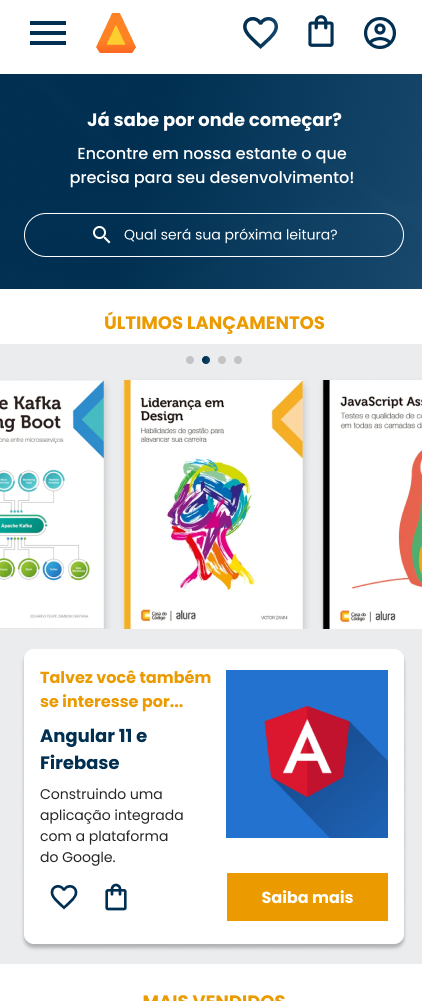 Já sabe por onde começar?
Encontre em nossa estante o que
precisa para seu desenvolvimento!
Qual será sua próxima leitura?
ÚLTIMOS LANÇAMENTOS
e Kafka
ng Boot
Apache Kafka
Liderança em
Design
Habilidades de gestão para
alavancar sua carreira
Casa do
Código
alura
VICTOR ZANINI
JavaScript Ass
Testes e qualidade de có
em todas as camadas d
Casa do
Código
alura
Talvez você também
se interesse por...
Angular 11 e
Firebase
Construindo uma
aplicação integrada
com a plataforma
do Google.
A
Saiba mais
MAIS VENDIDOS